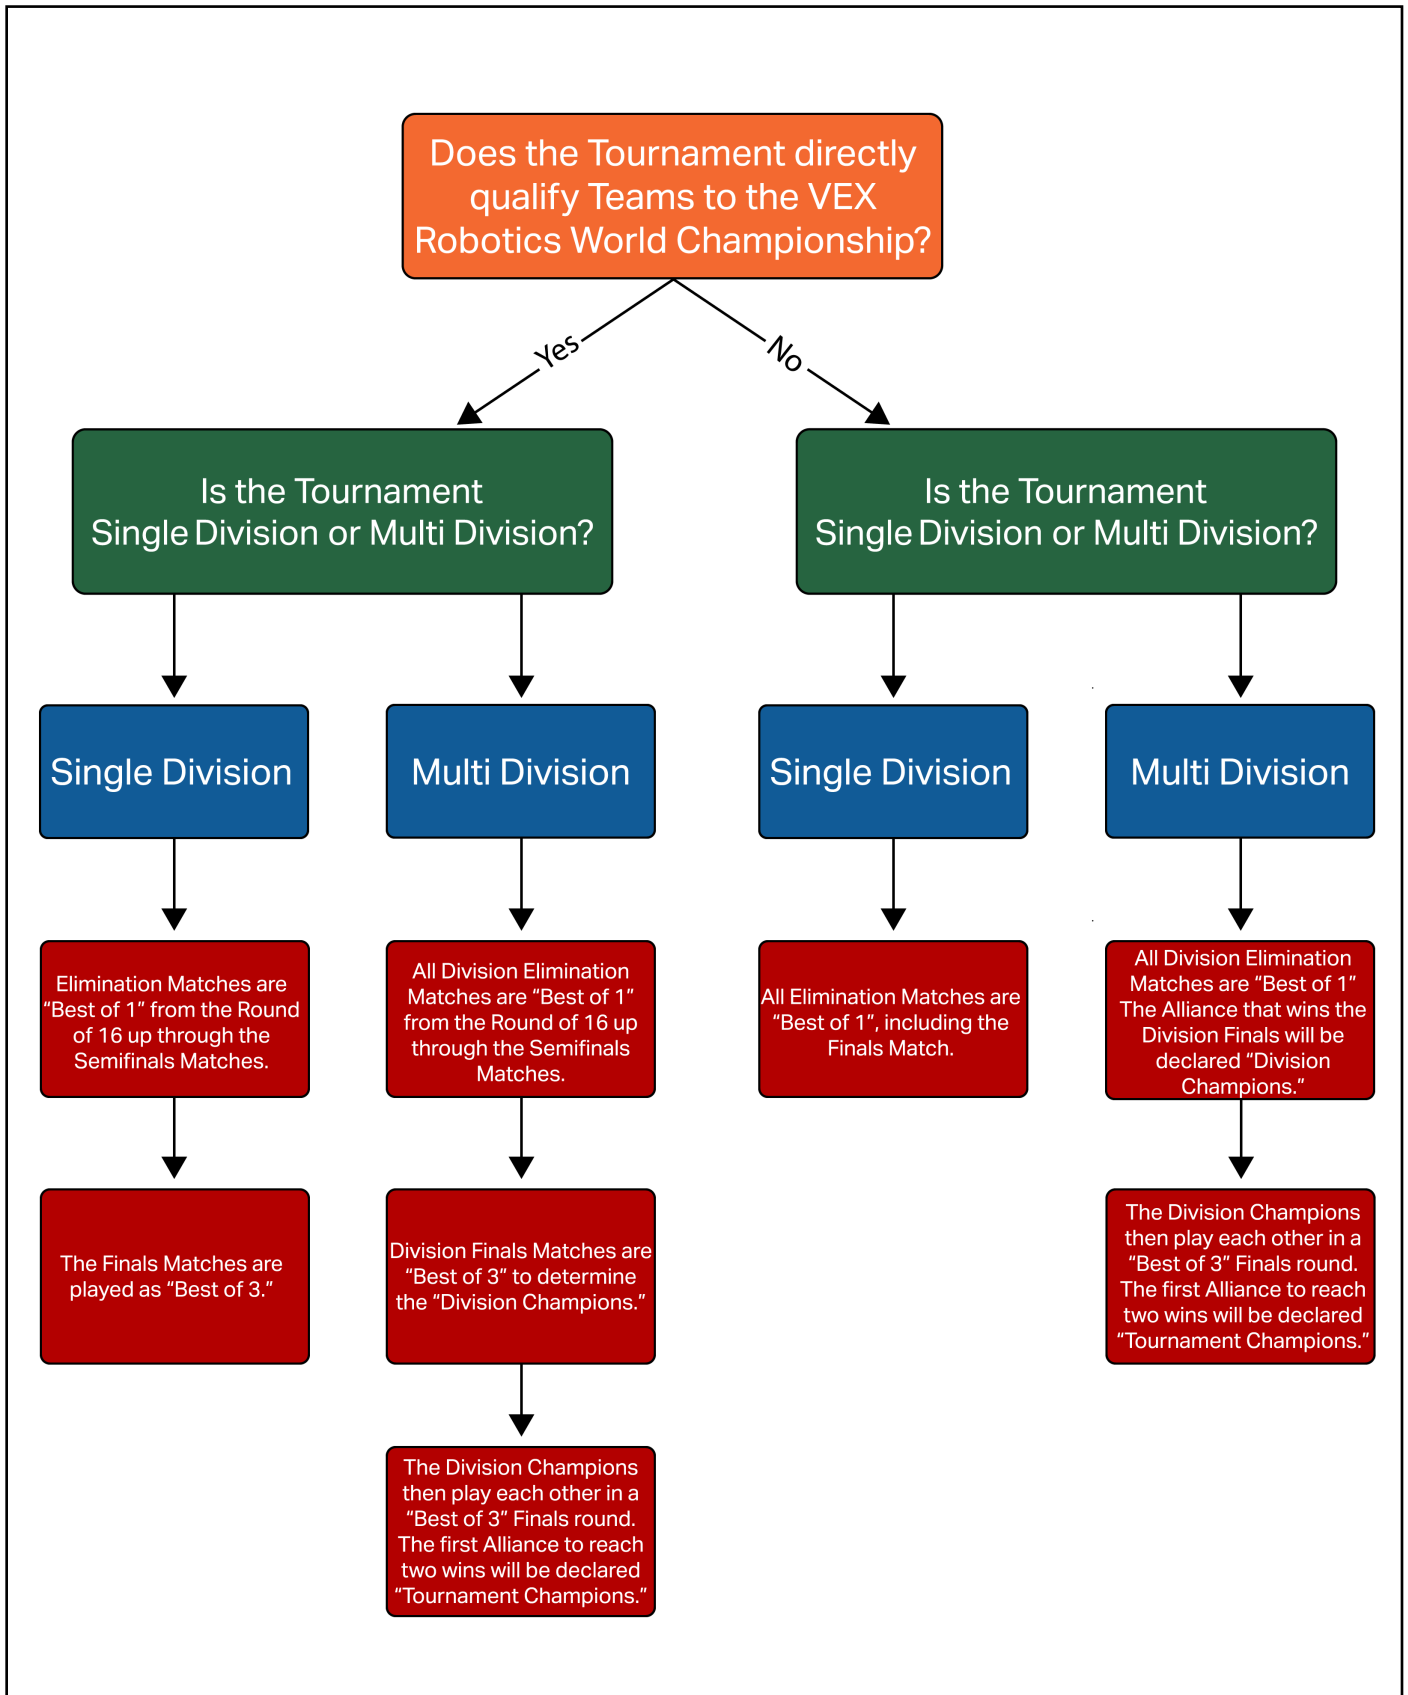 Does the Tournament directly
qualify Teams to the VEX
Robotics World Championship?
Yes
No
Is the Tournament
Single Division or Multi Division?
Is the Tournament
Single Division or Multi Division?
Single Division
Multi Division
Single Division
Multi Division
Elimination Matches are
“Best of 1” from the Round
of 16 up through the
Semifinals Matches.
All Division Elimination
Matches are “Best of 1”
from the Round of 16 up
through the Semifinals
Matches.
All Elimination Matches are
“Best of 1”, including the
Finals Match.
All Division Elimination
Matches are “Best of 1”
The Alliance that wins the
Division Finals will be
declared “Division
Champions.”
The Finals Matches are
played as “Best of 3.”
Division Finals Matches are
“Best of 3” to determine
the “Division Champions.”
The Division Champions
then play each other in a
“Best of 3” Finals round.
The first Alliance to reach
two wins will be declared
“Tournament Champions.”
The Division Champions
then play each other in a
“Best of 3” Finals round.
The first Alliance to reach
two wins will be declared
“Tournament Champions.”